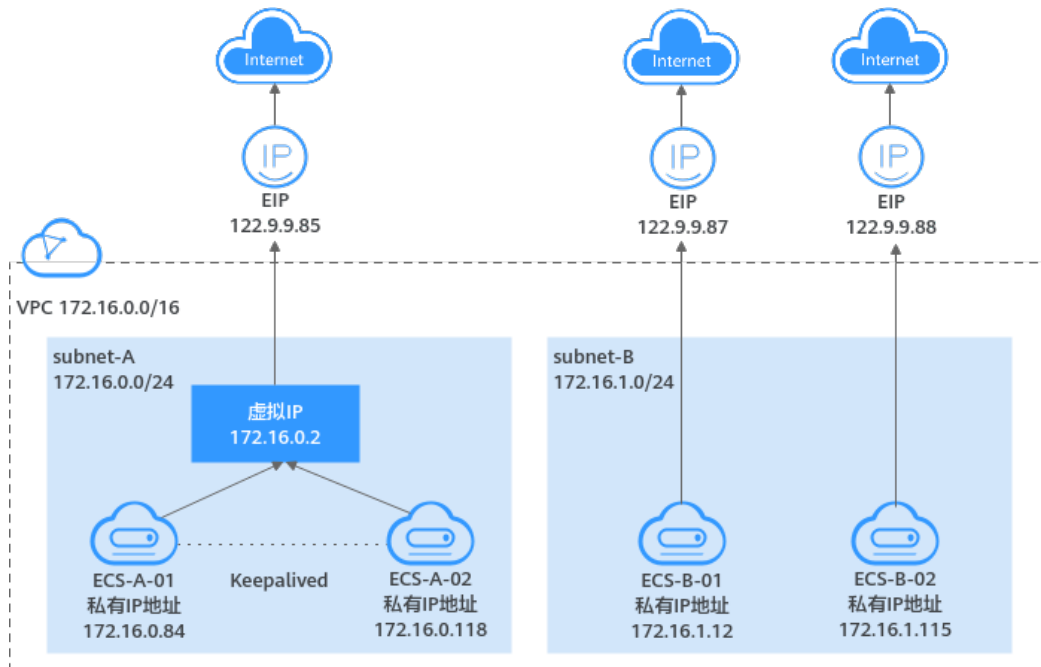 Internet
Internet
Internet
IP
IP
IP
EIP
122.9.9.85
EIP
122.9.9.87
EIP
122.9.9.88
VPC 172.16.0.0/16
subnet-A
172.16.0.0/24
虚拟IP
172.16.0.2
ECS-A-01
私有IP地址
172.16.0.84
Keepalived
ECS-A-02
私有IP地址
172.16.0.118
subnet-B
172.16.1.0/24
ECS-B-01
私有IP地址
172.16.1.12
ECS-B-02
私有IP地址
172.16.1.115